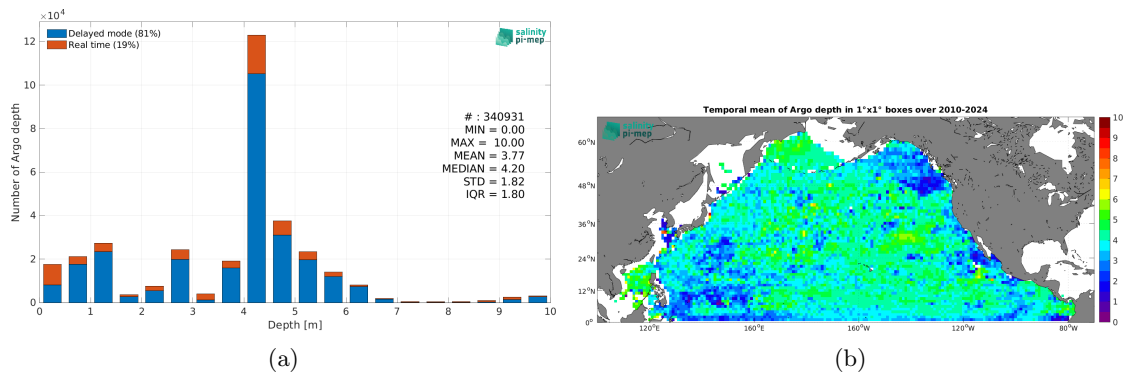 ×10⁴
Delayed mode (81%)
Real time (19%)
salinity
pi-mep
12
10
8
6
4
2
0
Number of Argo depth
# : 340931
MIN = 0.00
MAX = 10.00
MEAN = 3.77
MEDIAN = 4.20
STD = 1.82
IQR = 1.80
0 1 2 3 4 5 6 7 8 9 10
Depth [m]
(a)
Temporal mean of Argo depth in 1°x1° boxes over 2010-2024
salinity
pi-mep
60°N
48°N
36°N
24°N
12°N
0°
120°E 160°E 160°W 120°W 80°W
10
9
8
7
6
5
4
3
2
1
0
(b)